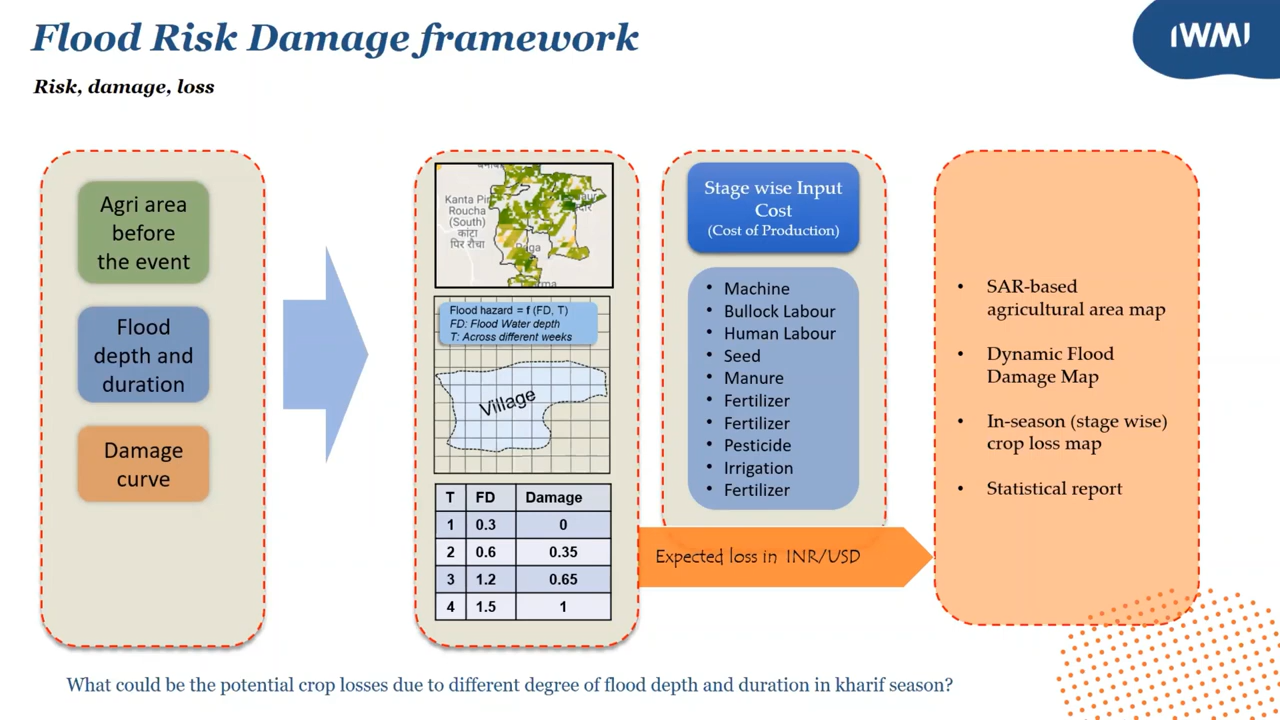 Flood Risk Damage framework
IWMI
Risk, damage, loss
Agri area
before
the event
Flood
depth and
duration
Damage
curve
Kanta Pir
Roucha
(South)
कांटा
पिर रौचा
Flood hazard = f (FD, T)
FD: Flood Water depth
T: Across different weeks
Village
T FD Damage
1 0.3 0
2 0.6 0.35
3 1.2 0.65
4 1.5 1
Stage wise Input
Cost
(Cost of Production)
• Machine
• Bullock Labour
• Human Labour
• Seed
• Manure
• Fertilizer
• Fertilizer
• Pesticide
• Irrigation
• Fertilizer
Expected loss in INR/USD
• SAR-based
agricultural area map
• Dynamic Flood
Damage Map
• In-season (stage wise)
crop loss map
• Statistical report
What could be the potential crop losses due to different degree of flood depth and duration in kharif season?